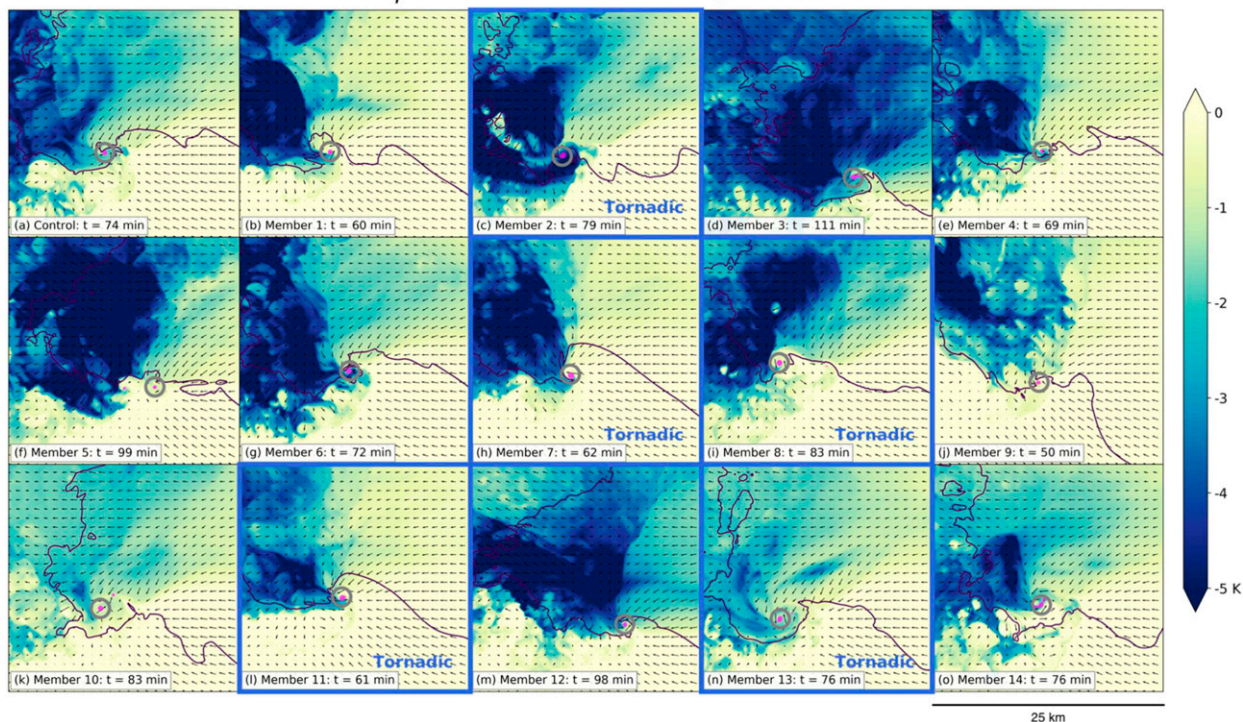 Tornadic
(a) Control: t = 74 min
(b) Member 1: t = 60 min
(c) Member 2: t = 79 min
(d) Member 3: t = 111 min
(e) Member 4: t = 69 min
Tornadic
Tornadic
(f) Member 5: t = 99 min
(g) Member 6: t = 72 min
(h) Member 7: t = 62 min
(i) Member 8: t = 83 min
(j) Member 9: t = 50 min
Tornadic
Tornadic
(k) Member 10: t = 83 min
(l) Member 11: t = 61 min
(m) Member 12: t = 98 min
(n) Member 13: t = 76 min
(o) Member 14: t = 76 min
0
-1
-2
-3
-4
-5 K
25 km